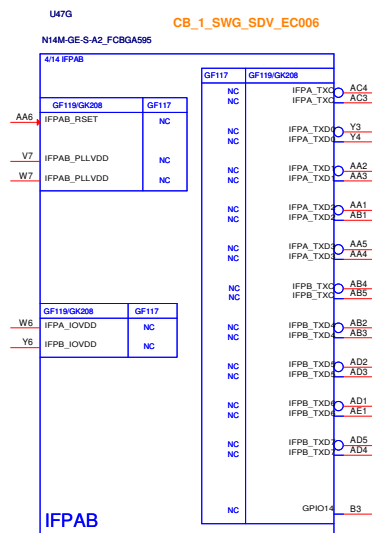 U47G
CB_1_SWG_SDV_EC006
N14M-GE-S-A2_FCBGA595
4/14 IFPAB
GF117 GF119/GK208
NC IFPA_TXC AC4
NC IFPA_TXC AC3
GF119/GK208 GF117
AA6 IFPAB_RSET NC
NC IFPA_TXD0 Y3
NC IFPA_TXD0 Y4
V7 IFPAB_PLLVDD NC
W7 IFPAB_PLLVDD NC
NC IFPA_TXD1 AA2
NC IFPA_TXD1 AA3
NC IFPA_TXD2 AA1
NC IFPA_TXD2 AB1
NC IFPA_TXD3 AA5
NC IFPA_TXD3 AA4
NC IFPB_TXC AB4
NC IFPB_TXC AB5
GF119/GK208 GF117
W6 IFPA_IOVDD NC
Y6 IFPB_IOVDD
NC IFPB_TXD4 AB2
NC IFPB_TXD4 AB3
NC IFPB_TXD5 AD2
NC IFPB_TXD5 AD3
NC IFPB_TXD6 AD1
NC IFPB_TXD6 AE1
NC IFPB_TXD7 AD5
NC IFPB_TXD7 AD4
NC GPIO14 B3
IFPAB